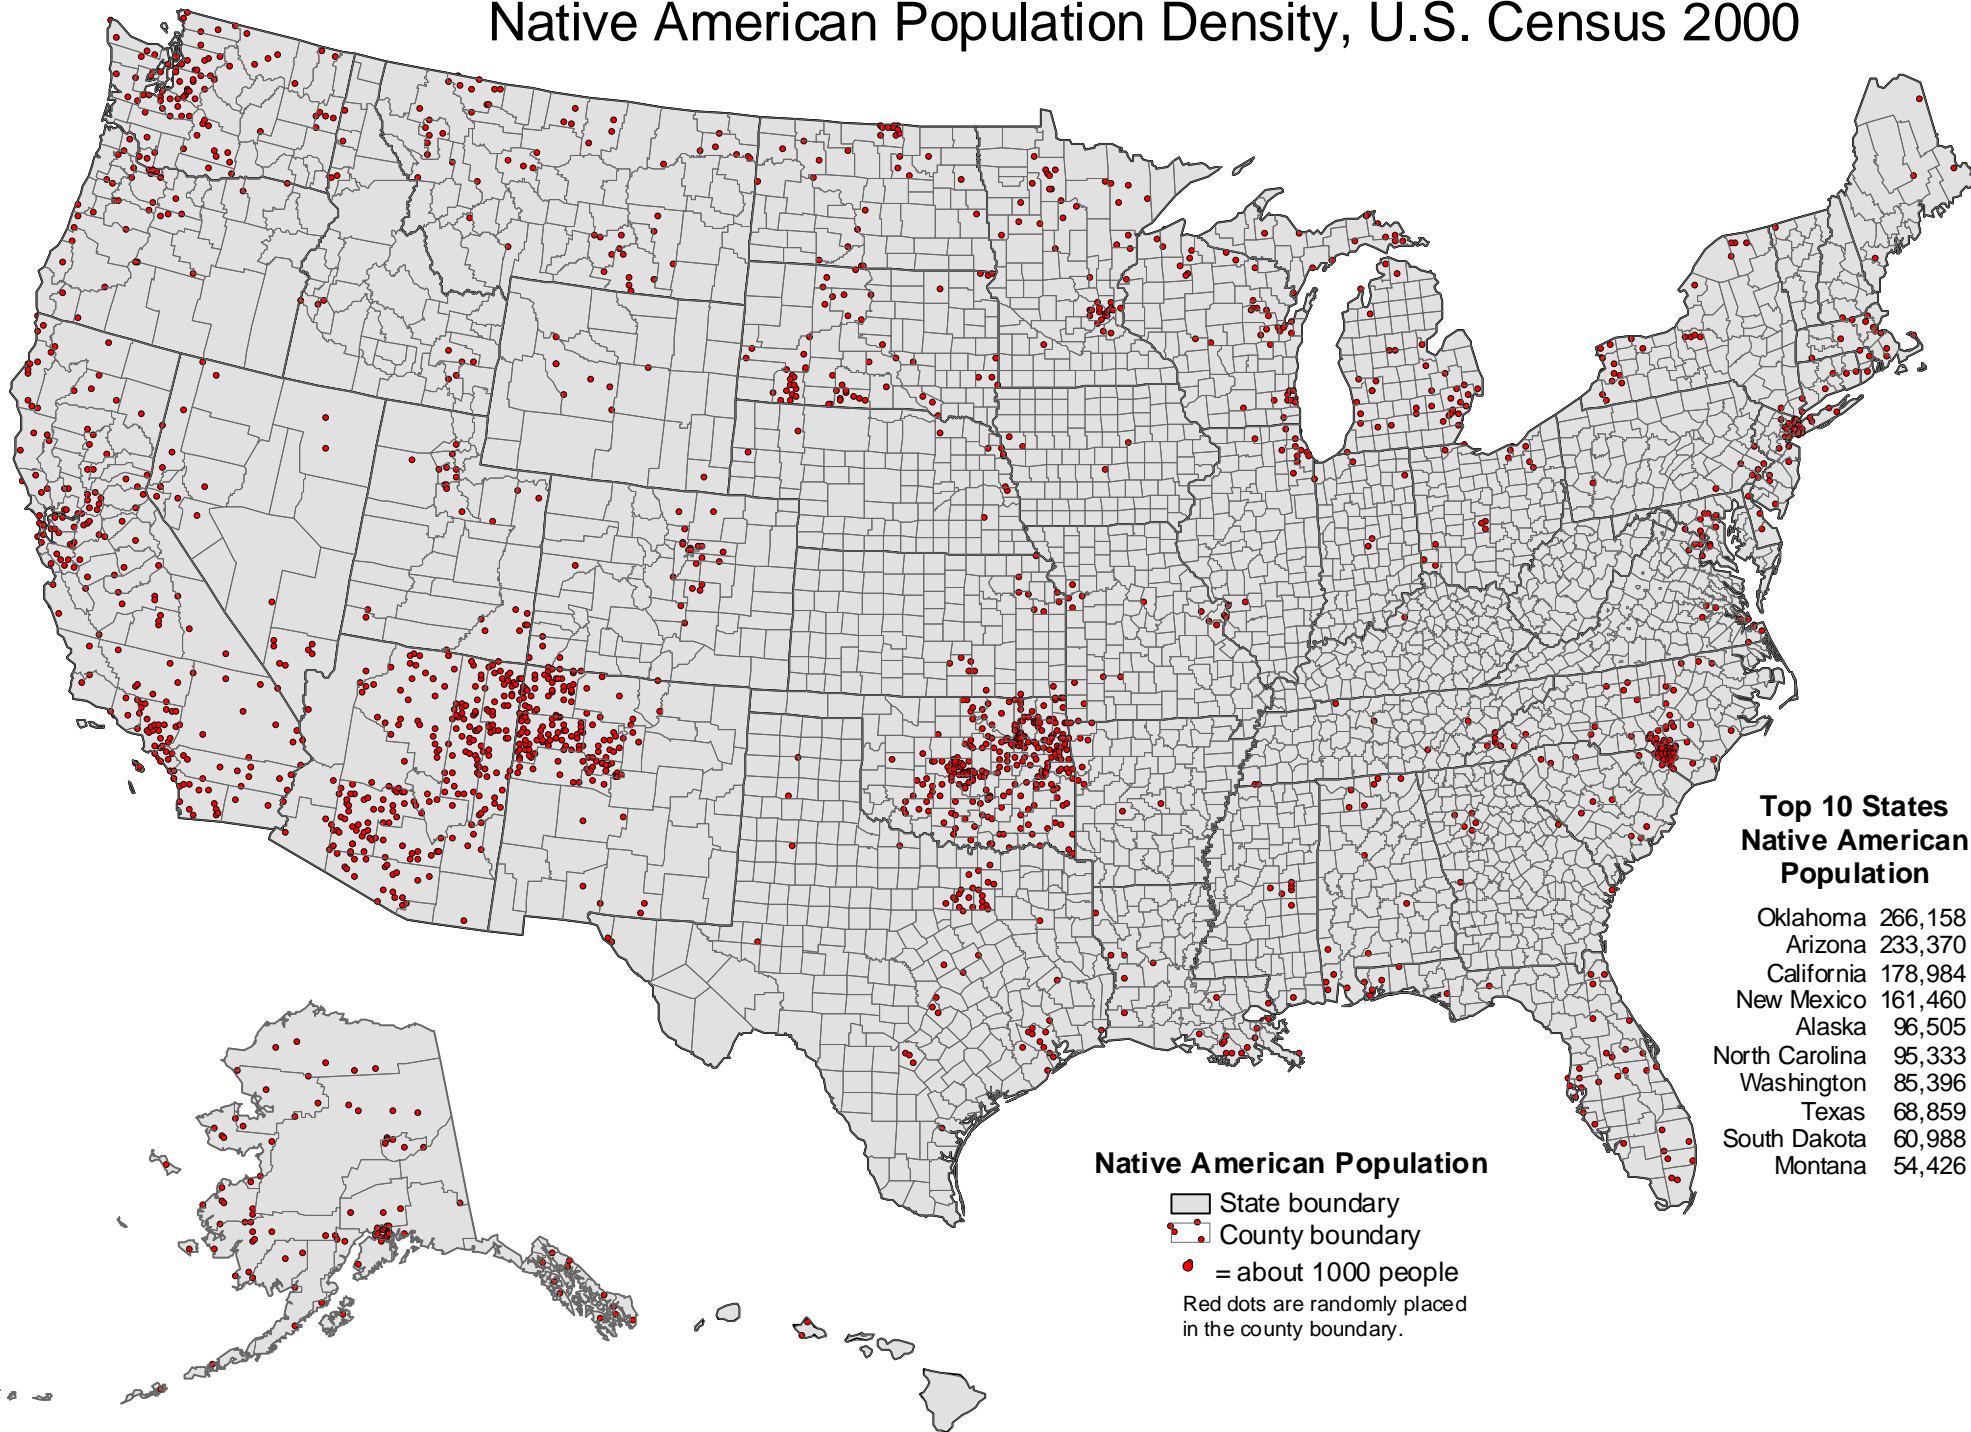 Native American Population Density, U.S. Census 2000
Top 10 States
Native American
Population
Oklahoma 266,158
Arizona 233,370
California 178,984
New Mexico 161,460
Alaska 96,505
North Carolina 95,333
Washington 85,396
Texas 68,859
South Dakota 60,988
Montana 54,426
Native American Population
State boundary
County boundary
= about 1000 people
Red dots are randomly placed
in the county boundary.